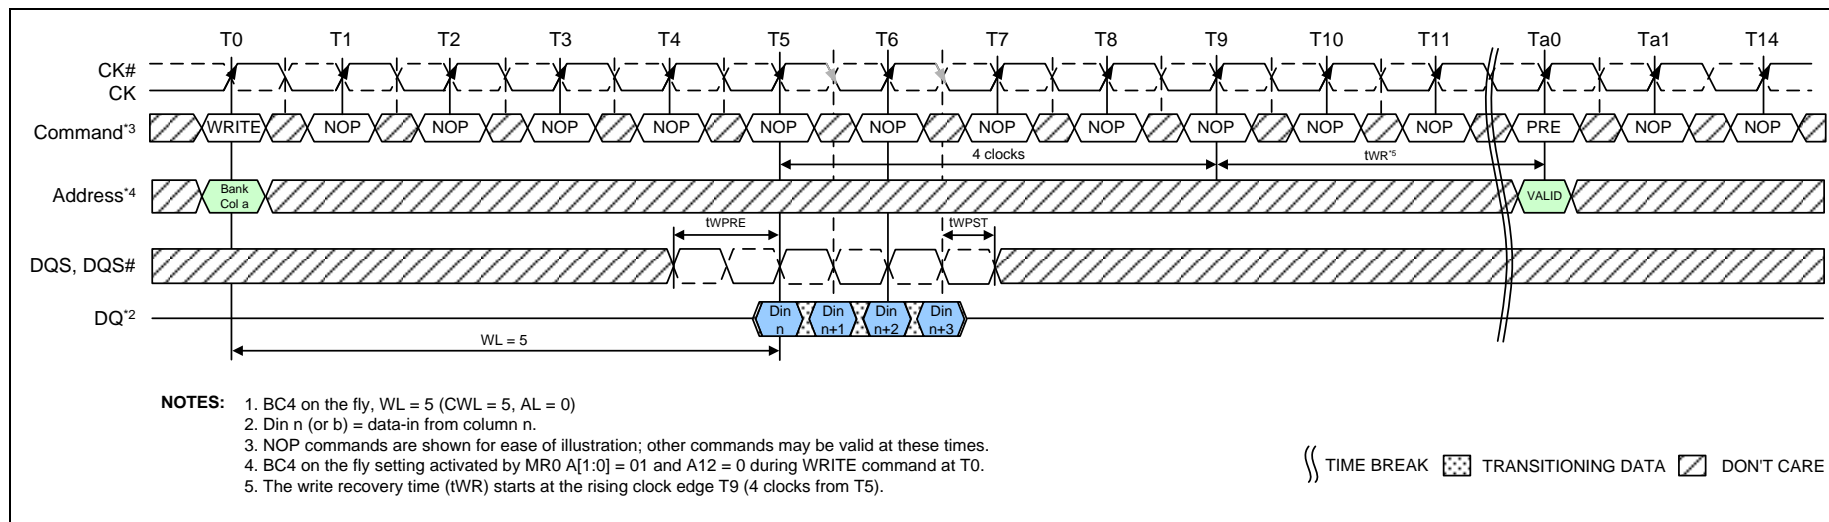 T0 T1 T2 T3 T4 T5 T6 T7 T8 T9 T10 T11 Ta0 Ta1 T14
CK#
CK
Command*3 WRITE NOP NOP NOP NOP NOP NOP NOP NOP NOP NOP NOP PRE NOP NOP
4 clocks tWR*5
Address*4 Bank Col a VALID
tWPRE tWPST
DQS, DQS#
DQ*2 Din n Din n+1 Din n+2 Din n+3
WL = 5
NOTES: 1. BC4 on the fly, WL = 5 (CWL = 5, AL = 0)
2. Din n (or b) = data-in from column n.
3. NOP commands are shown for ease of illustration; other commands may be valid at these times.
4. BC4 on the fly setting activated by MR0 A[1:0] = 01 and A12 = 0 during WRITE command at T0.
5. The write recovery time (tWR) starts at the rising clock edge T9 (4 clocks from T5).
TIME BREAK TRANSITIONING DATA DON'T CARE